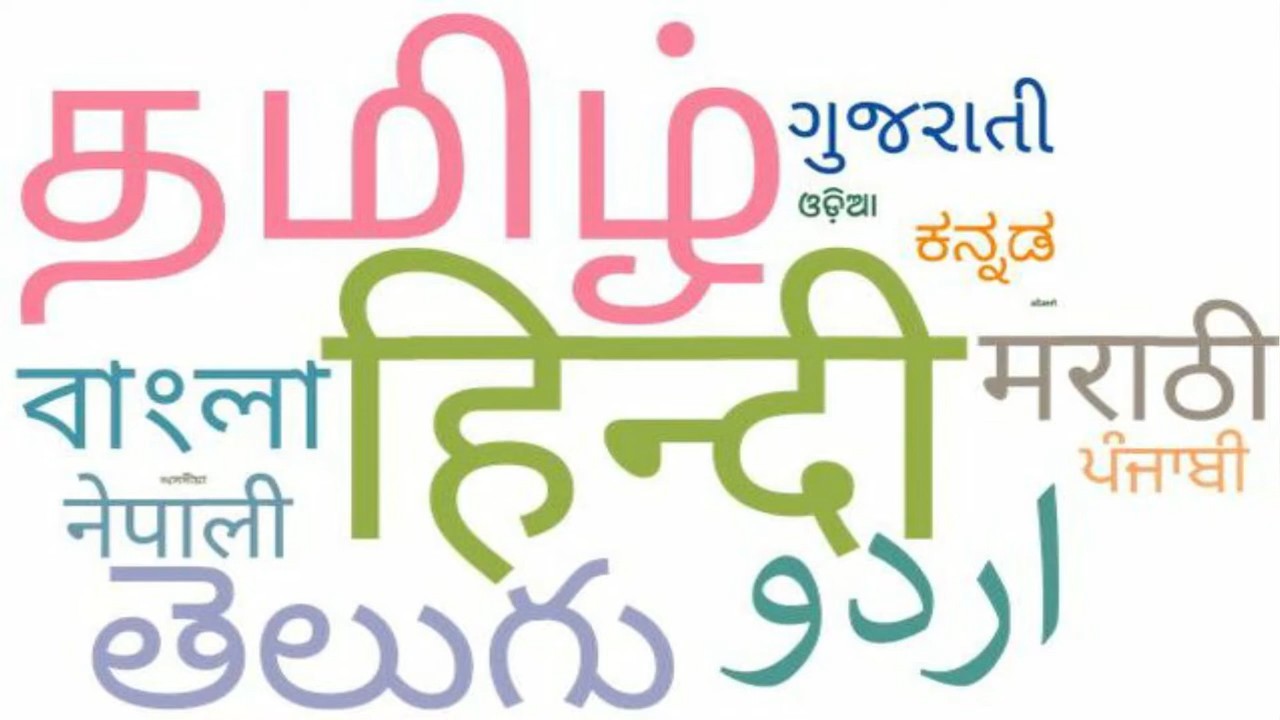 தமிழ்
ગુજરાતી
ଓଡ଼ିଆ
ಕನ್ನಡ
हिन्दी
मराठी
বাংলা
ਪੰਜਾਬੀ
नेपाली
اردو
తెలుగు